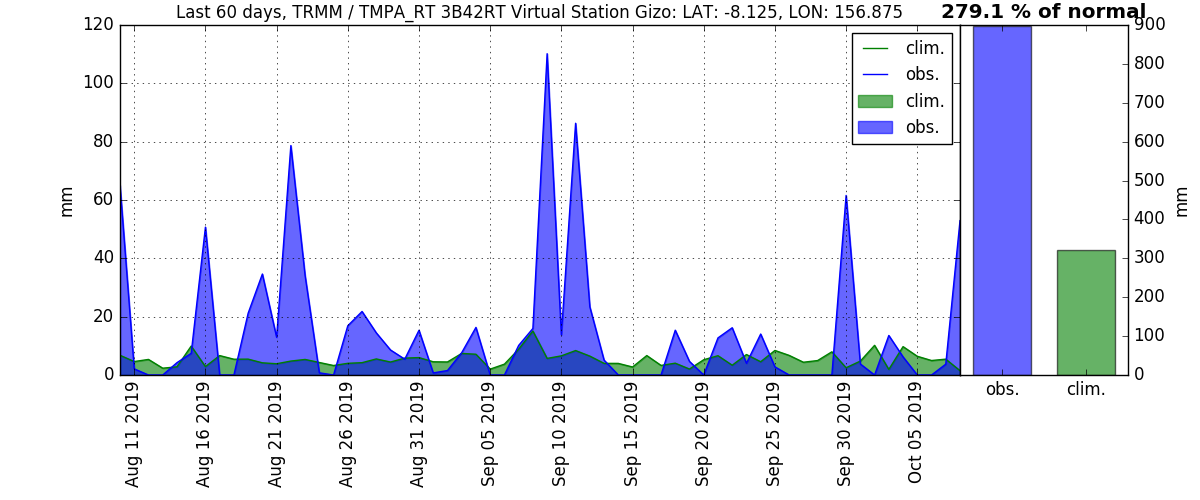 Last 60 days, TRMM / TMPA_RT 3B42RT Virtual Station Gizo: LAT: -8.125, LON: 156.875
279.1 % of normal
120
100
80
60
40
20
0
mm
clim.
obs.
clim.
obs.
900
800
700
600
500
400
300
200
100
0
mm
obs.
clim.
Aug 11 2019
Aug 16 2019
Aug 21 2019
Aug 26 2019
Aug 31 2019
Sep 05 2019
Sep 10 2019
Sep 15 2019
Sep 20 2019
Sep 25 2019
Sep 30 2019
Oct 05 2019